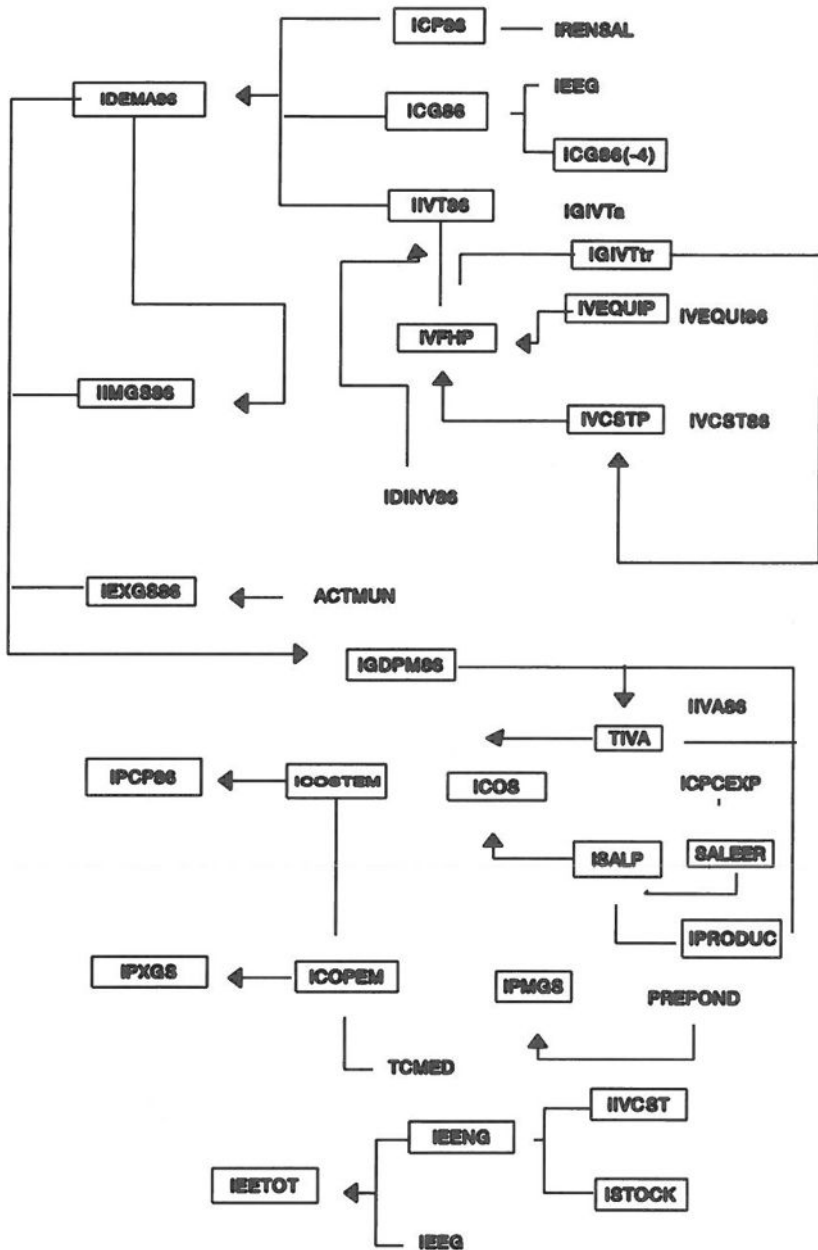 ICP86
IRENSAL
IDEMA86
IEEG
ICG86
ICG86(-4)
IIVT86
IGIVTa
IGIVTtr
IVEQUIP
IVEQUI86
IVFHP
IIMGS86
IVCSTP
IVCST86
IDINV86
IEXGS86
ACTMUN
IGDPM86
IIVA86
TIVA
IPCP86
ICOSTEM
ICOS
ICPCEXP
ISALP
SALEER
IPRODUC
IPXGS
ICOPEM
IPMGS
PREPOND
TCMED
IIVCST
IEENG
IEETOT
ISTOCK
IEEG